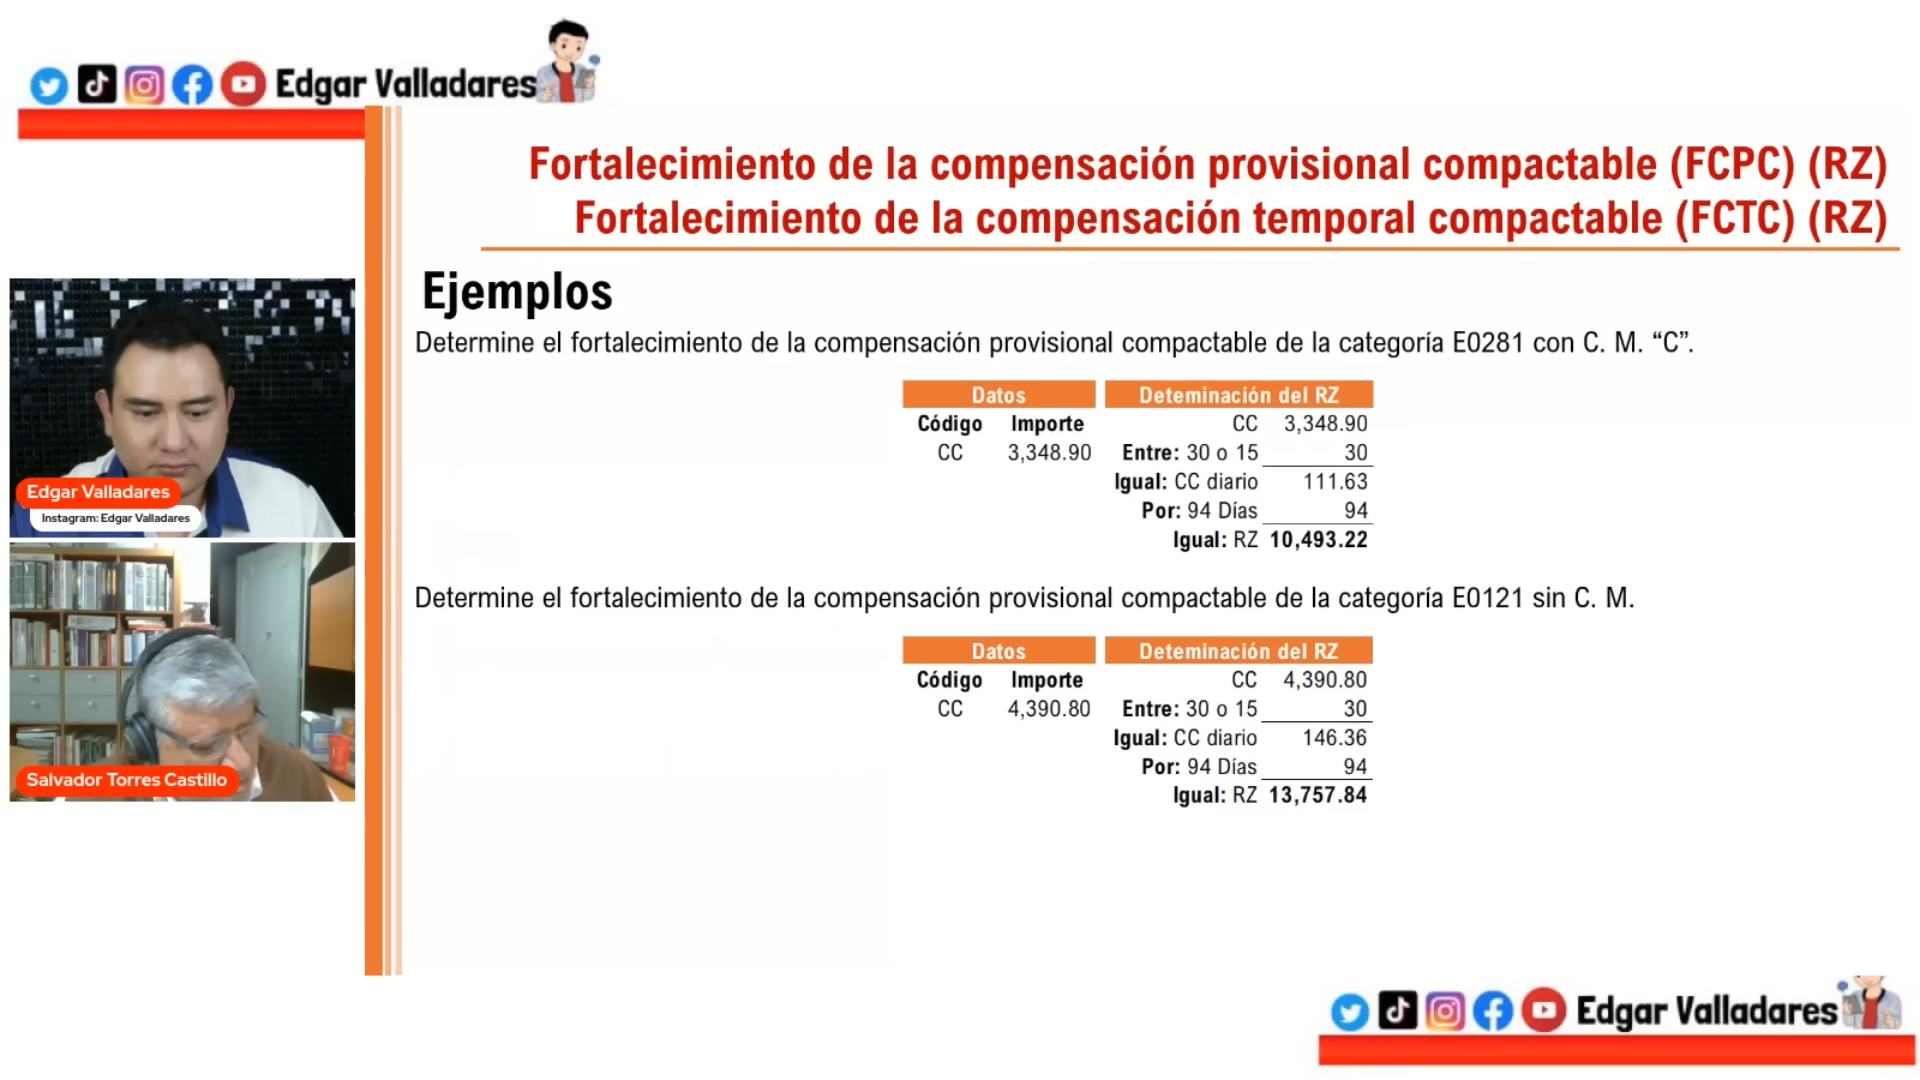 Edgar Valladares
Fortalecimiento de la compensación provisional compactable (FCPC) (RZ)
Fortalecimiento de la compensación temporal compactable (FCTC) (RZ)
Ejemplos
Determine el fortalecimiento de la compensación provisional compactable de la categoría E0281 con C. M. “C”.
Datos Deteminación del RZ
Código Importe CC 3,348.90
CC 3,348.90 Entre: 30 o 15 30
Igual: CC diario 111.63
Por: 94 Días 94
Igual: RZ 10,493.22
Determine el fortalecimiento de la compensación provisional compactable de la categoría E0121 sin C. M.
Datos Deteminación del RZ
Código Importe CC 4,390.80
CC 4,390.80 Entre: 30 o 15 30
Igual: CC diario 146.36
Por: 94 Días 94
Igual: RZ 13,757.84
Edgar Valladares
Instagram: Edgar Valladares
Salvador Torres Castillo
Edgar Valladares